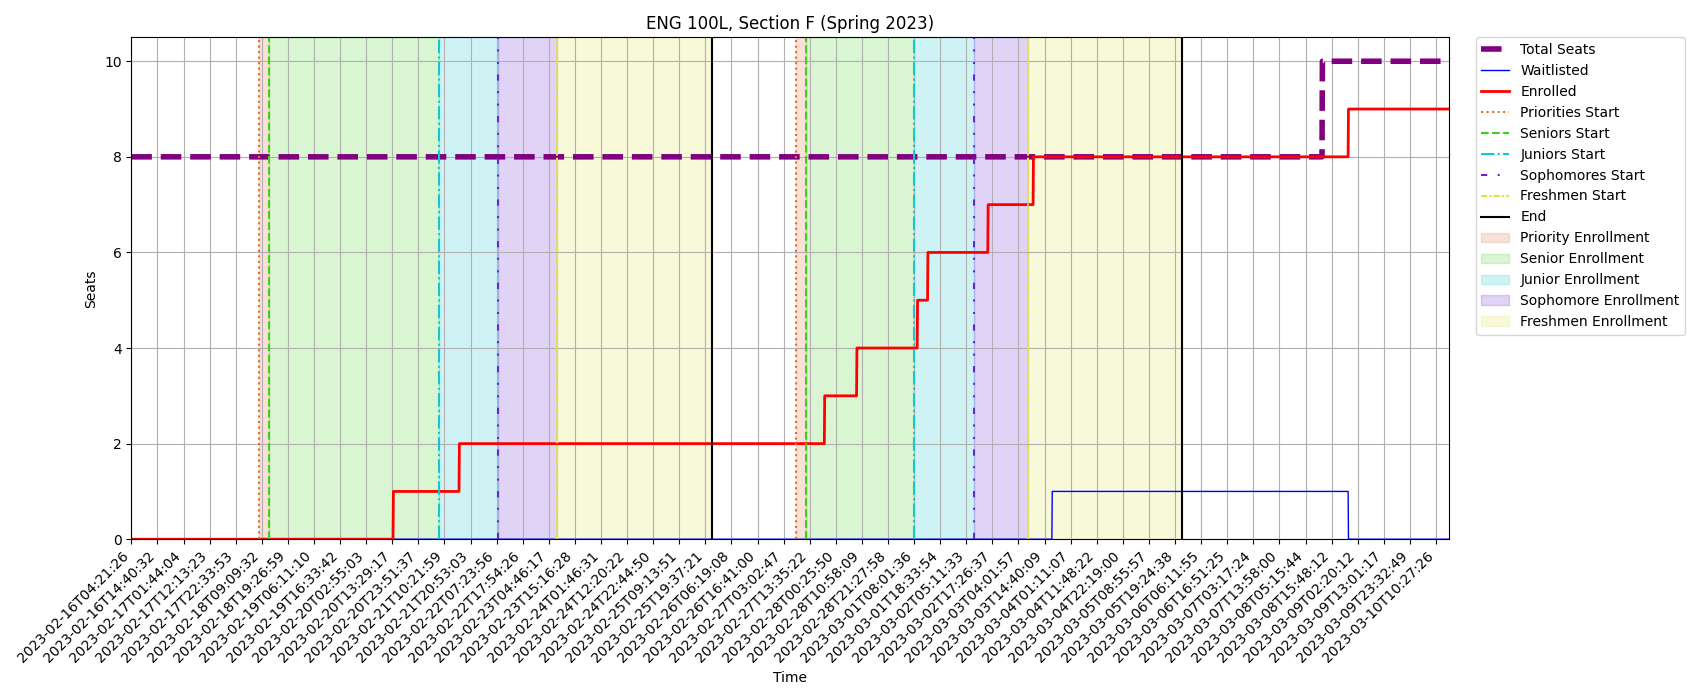 ENG 100L, Section F (Spring 2023)
Seats
10
8
6
4
2
0
2023-02-16T04:21:26
2023-02-16T14:40:32
2023-02-17T01:44:04
2023-02-17T12:13:23
2023-02-17T22:33:53
2023-02-18T09:09:32
2023-02-18T19:26:59
2023-02-19T06:11:10
2023-02-19T16:33:42
2023-02-20T02:55:03
2023-02-20T13:29:17
2023-02-20T23:51:37
2023-02-21T10:21:59
2023-02-21T20:53:03
2023-02-22T07:23:56
2023-02-22T17:54:26
2023-02-23T04:46:17
2023-02-23T15:16:28
2023-02-24T01:46:31
2023-02-24T12:20:22
2023-02-24T22:44:50
2023-02-25T09:13:51
2023-02-25T19:37:21
2023-02-26T06:19:08
2023-02-26T16:41:00
2023-02-27T03:02:47
2023-02-27T13:35:22
2023-02-28T00:25:50
2023-02-28T10:58:09
2023-02-28T21:27:58
2023-03-01T08:01:36
2023-03-01T18:33:54
2023-03-02T05:11:33
2023-03-02T17:26:37
2023-03-03T04:01:57
2023-03-03T14:40:09
2023-03-04T01:11:07
2023-03-04T11:48:22
2023-03-04T22:19:00
2023-03-05T08:55:57
2023-03-05T19:24:38
2023-03-06T06:11:55
2023-03-06T16:51:25
2023-03-07T03:17:24
2023-03-07T13:58:00
2023-03-08T05:15:44
2023-03-08T15:48:12
2023-03-09T02:20:12
2023-03-09T13:01:17
2023-03-09T23:32:49
2023-03-10T10:27:26
Time
Total Seats
Waitlisted
Enrolled
Priorities Start
Seniors Start
Juniors Start
Sophomores Start
Freshmen Start
End
Priority Enrollment
Senior Enrollment
Junior Enrollment
Sophomore Enrollment
Freshmen Enrollment